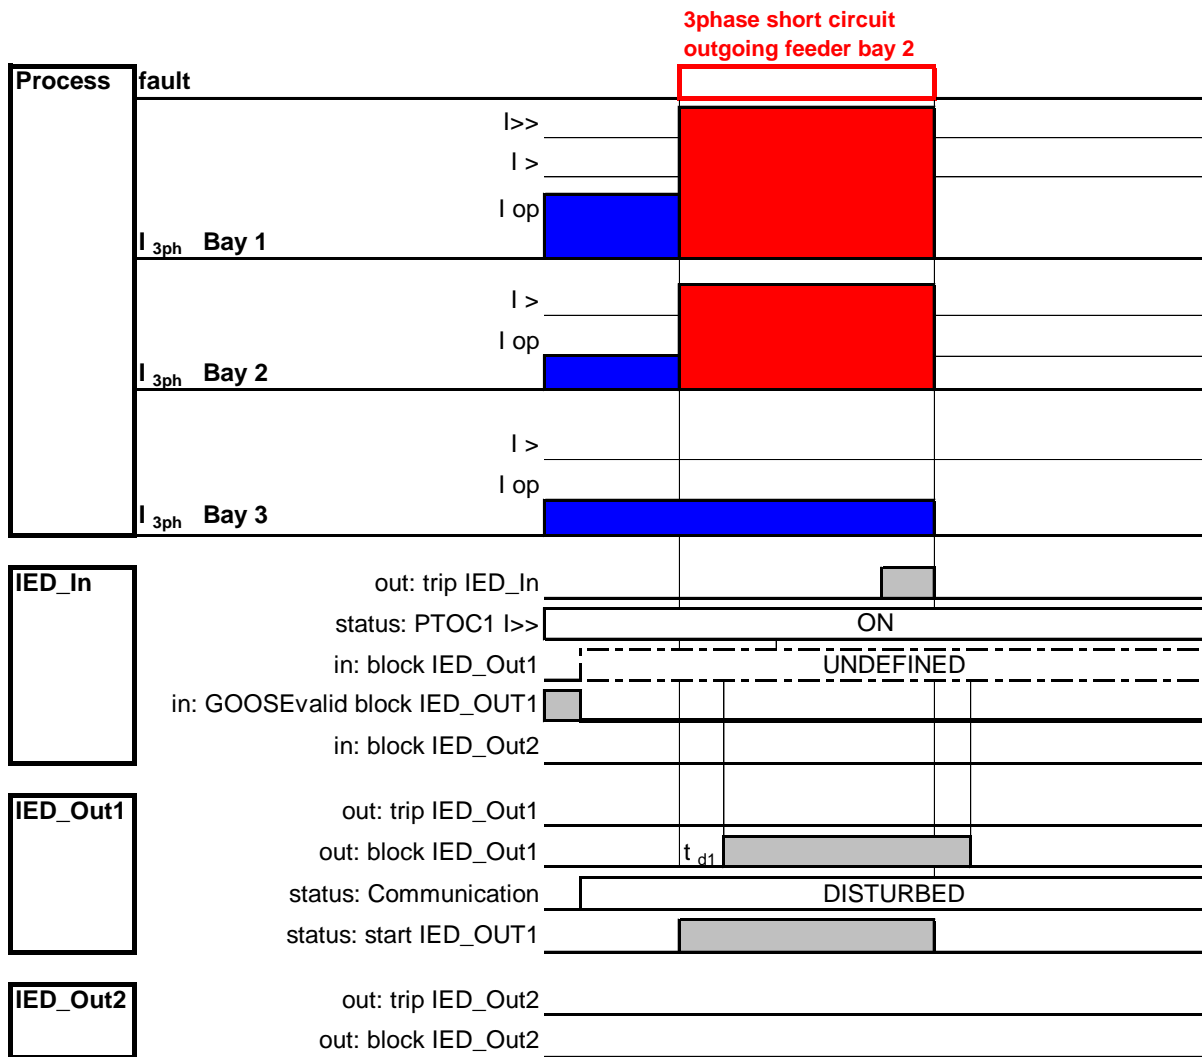 3phase short circuit
outgoing feeder bay 2
Process fault
I>>
I >
I op
I 3ph Bay 1
I >
I op
I 3ph Bay 2
I >
I op
I 3ph Bay 3
IED_In out: trip IED_In
status: PTOC1 I>> ON
in: block IED_Out1 UNDEFINED
in: GOOSEvalid block IED_OUT1
in: block IED_Out2
IED_Out1 out: trip IED_Out1
out: block IED_Out1 t d1
status: Communication DISTURBED
status: start IED_OUT1
IED_Out2 out: trip IED_Out2
out: block IED_Out2